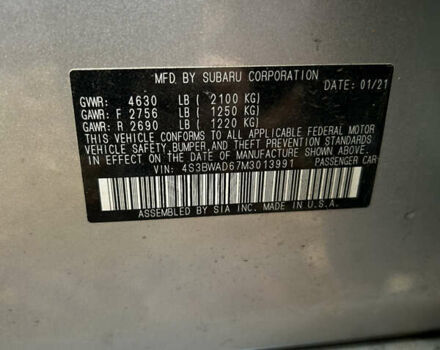 MFD. BY SUBARU CORPORATION
DATE: 01/21
GVWR: 4630 LB ( 2100 KG)
GAWR: F 2756 LB ( 1250 KG)
GAWR: R 2690 LB ( 1220 KG)
THIS VEHICLE CONFORMS TO ALL APPLICABLE FEDERAL MOTOR
VEHICLE SAFETY, BUMPER, AND THEFT PREVENTION STANDARDS
IN EFFECT ON THE DATE OF MANUFACTURE SHOWN ABOVE.
VIN: 4S3BWAD67M3013991 PASSENGER CAR
ASSEMBLED BY SIA INC. IN U.S.A.